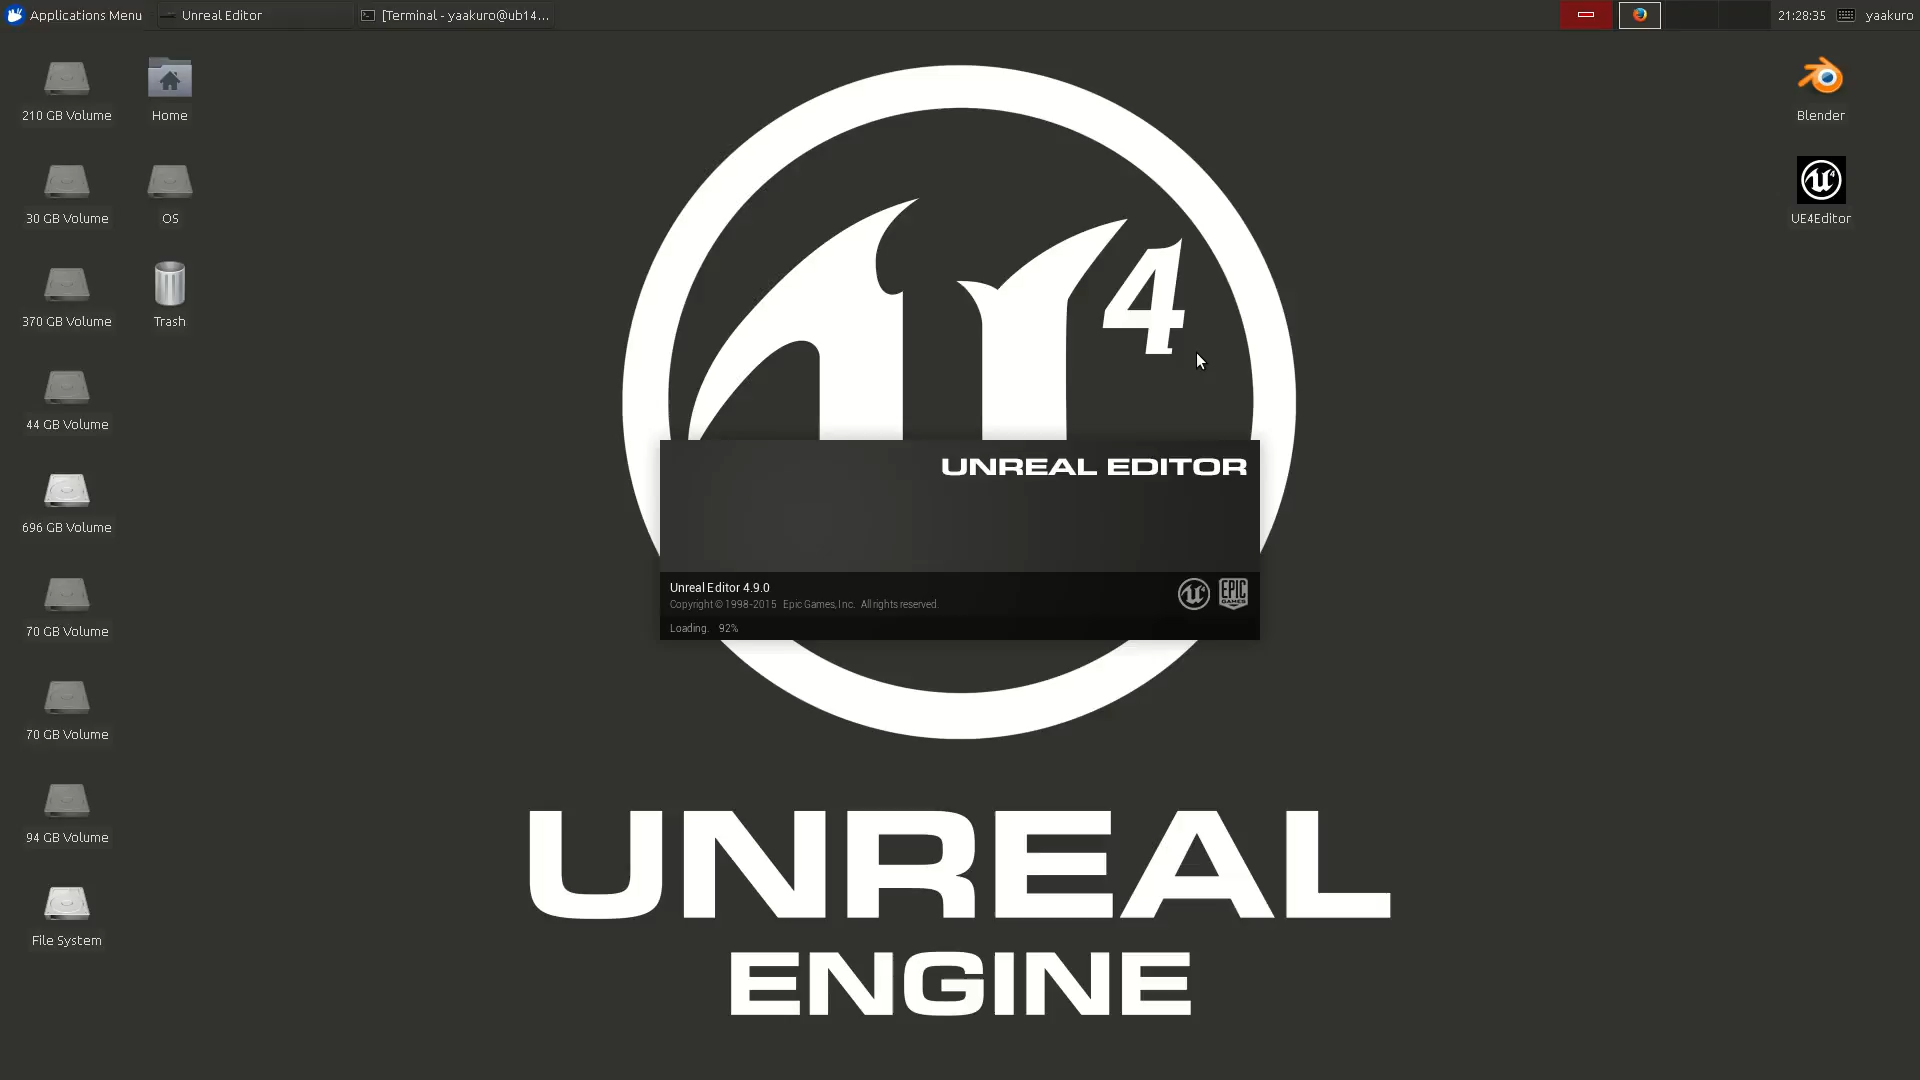 Applications Menu
Unreal Editor
[Terminal - yaakuro@ub14...
21:28:35
yaakuro
210 GB Volume
Home
Blender
30 GB Volume
OS
UE4Editor
370 GB Volume
Trash
44 GB Volume
696 GB Volume
70 GB Volume
70 GB Volume
94 GB Volume
File System
4
UNREAL EDITOR
Unreal Editor 4.9.0
Copyright © 1998-2015 Epic Games, Inc. All rights reserved.
Loading. 92%
EPIC
GAMES
UNREAL
ENGINE